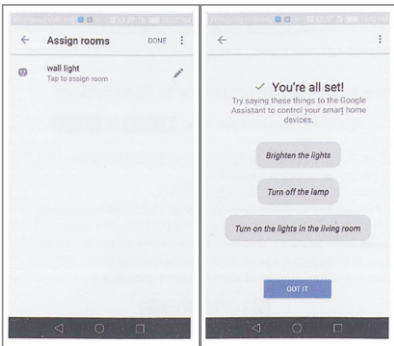 Assign rooms
DONE
wall light
Tap to assign room
You're all set!
Try saying these things to the Google
Assistant to control your smart home
devices.
Brighten the lights
Turn off the lamp
Turn on the lights in the living room
GOT IT